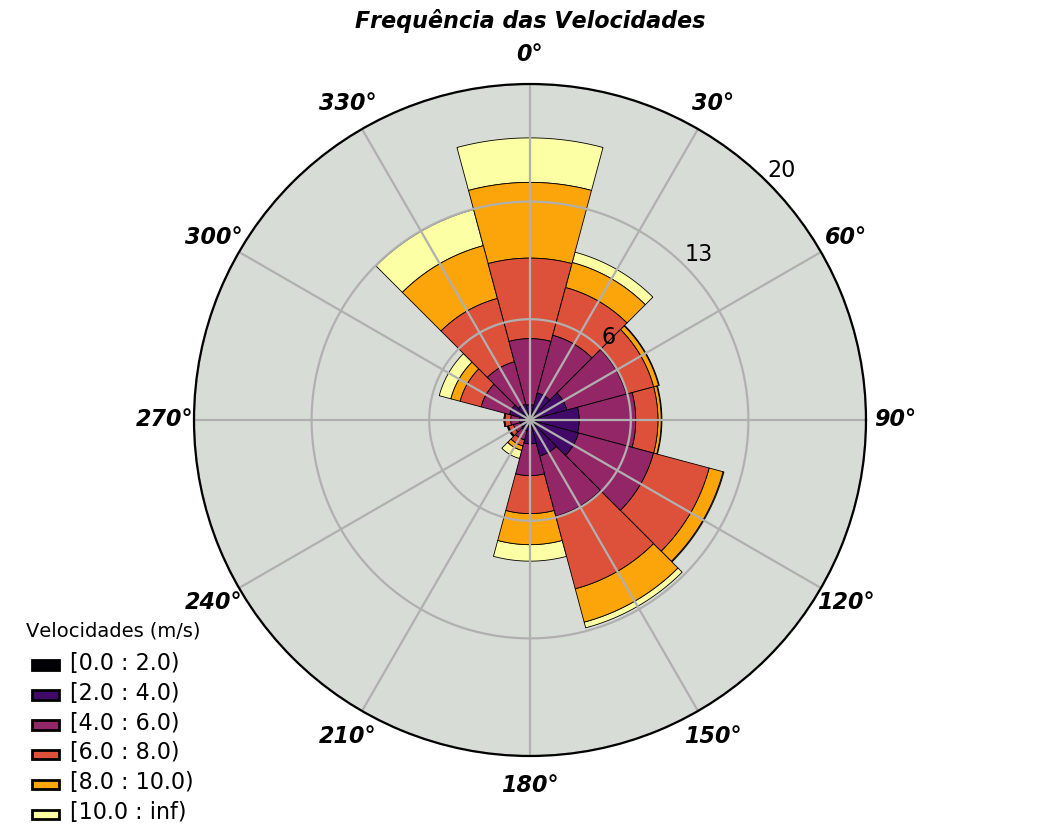 Frequência das Velocidades
0°
330°
30°
20
300°
60°
13
6
270°
90°
240°
120°
Velocidades (m/s)
[0.0 : 2.0)
[2.0 : 4.0)
[4.0 : 6.0)
210°
150°
[6.0 : 8.0)
180°
[8.0 : 10.0)
[10.0 : inf)